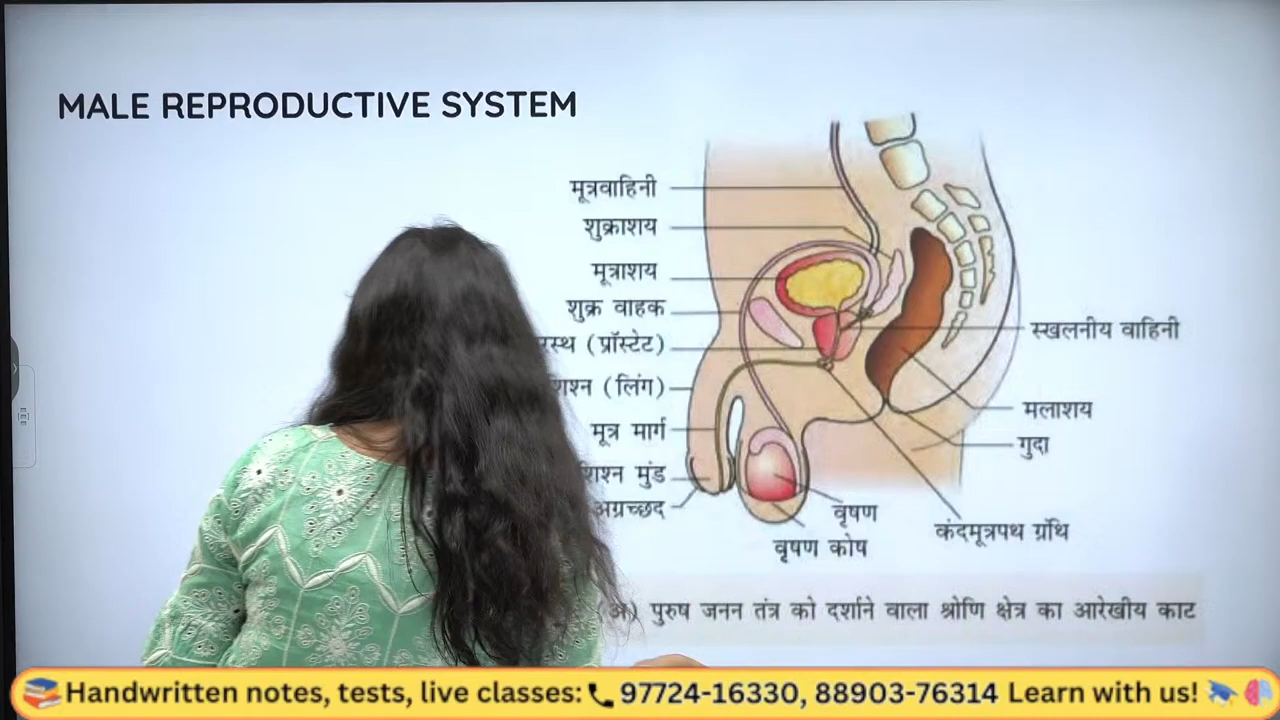 MALE REPRODUCTIVE SYSTEM
मूत्रवाहिनी
शुक्राशय
मूत्राशय
शुक्र वाहक
(प्रॉस्टेट)
(लिंग)
मूत्र मार्ग
मुंड
अग्रच्छद
स्खलनीय वाहिनी
मलाशय
गुदा
वृषण
कंदमूत्रपथ ग्रंथि
वृषण कोष
(अ) पुरुष जनन तंत्र को दर्शाने वाला श्रोणि क्षेत्र का आरेखीय काट
Handwritten notes, tests, live classes: 97724-16330, 88903-76314 Learn with us!